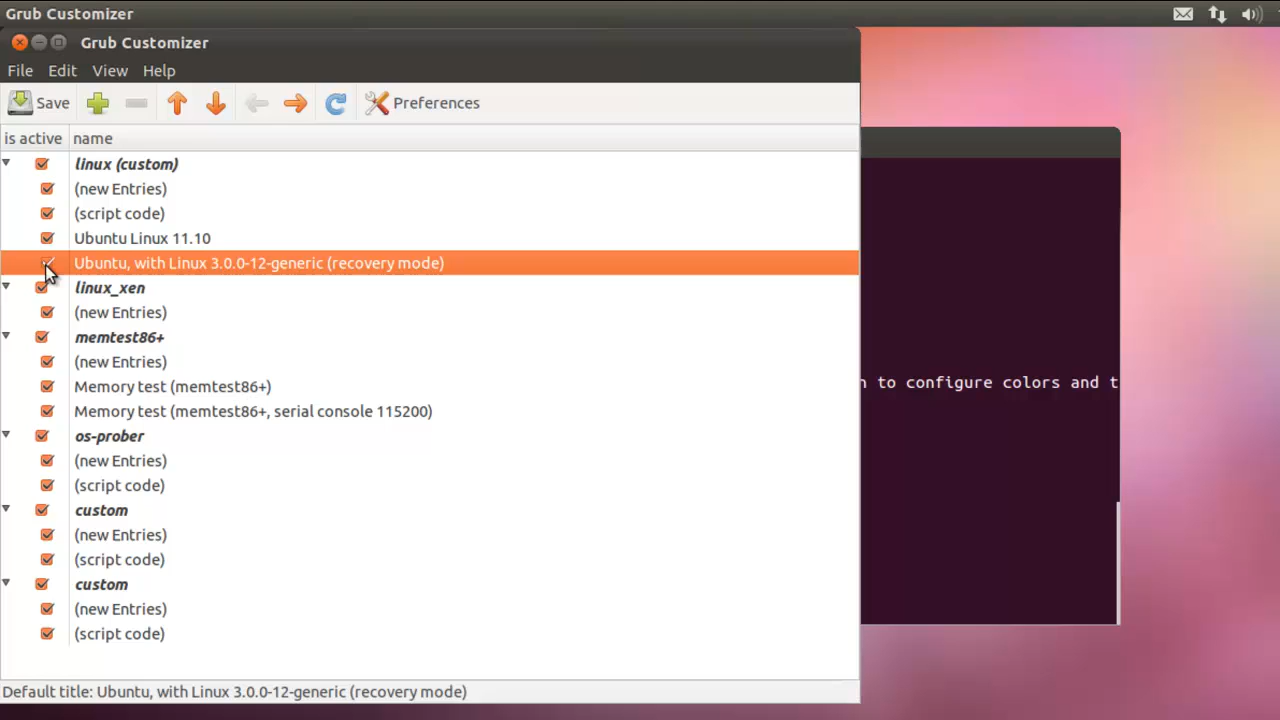 Grub Customizer
Grub Customizer
File Edit View Help
Save Preferences
is active name
linux (custom)
(new Entries)
(script code)
Ubuntu Linux 11.10
Ubuntu, with Linux 3.0.0-12-generic (recovery mode)
linux_xen
(new Entries)
memtest86+
(new Entries)
Memory test (memtest86+)
to configure colors and t
Memory test (memtest86+, serial console 115200)
os-prober
(new Entries)
(script code)
custom
(new Entries)
(script code)
custom
(new Entries)
(script code)
Default title: Ubuntu, with Linux 3.0.0-12-generic (recovery mode)